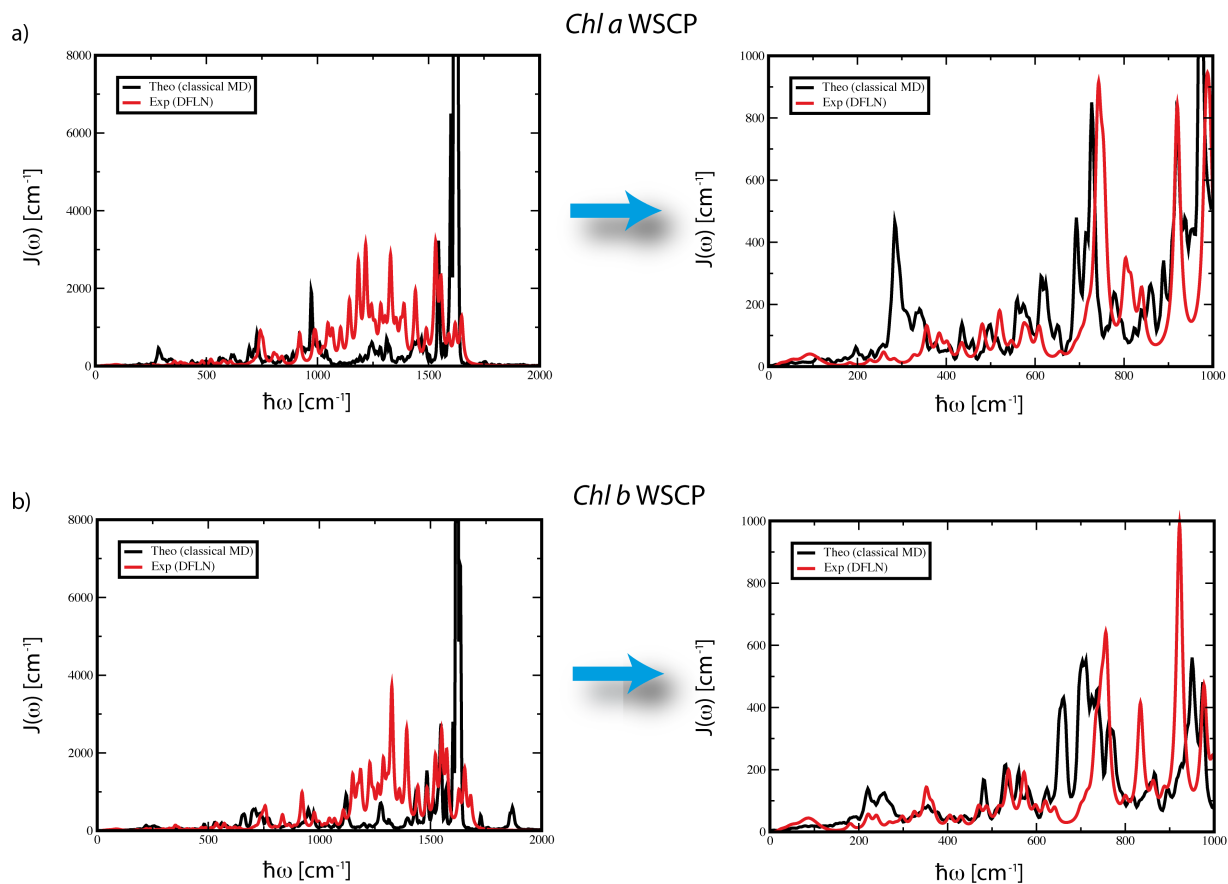 a)
Chl a WSCP
8000
6000
4000
2000
0
J(ω) [cm⁻¹]
Theo (classical MD)
Exp (DFLN)
0 500 1000 1500 2000
ħω [cm⁻¹]
1000
800
600
400
200
0
J(ω) [cm⁻¹]
Theo (classical MD)
Exp (DFLN)
0 200 400 600 800 1000
ħω [cm⁻¹]
b)
Chl b WSCP
8000
6000
4000
2000
0
J(ω) [cm⁻¹]
Theo (classical MD)
Exp (DFLN)
0 500 1000 1500 2000
ħω [cm⁻¹]
1000
800
600
400
200
0
J(ω) [cm⁻¹]
Theo (classical MD)
Exp (DFLN)
0 200 400 600 800 1000
ħω [cm⁻¹]